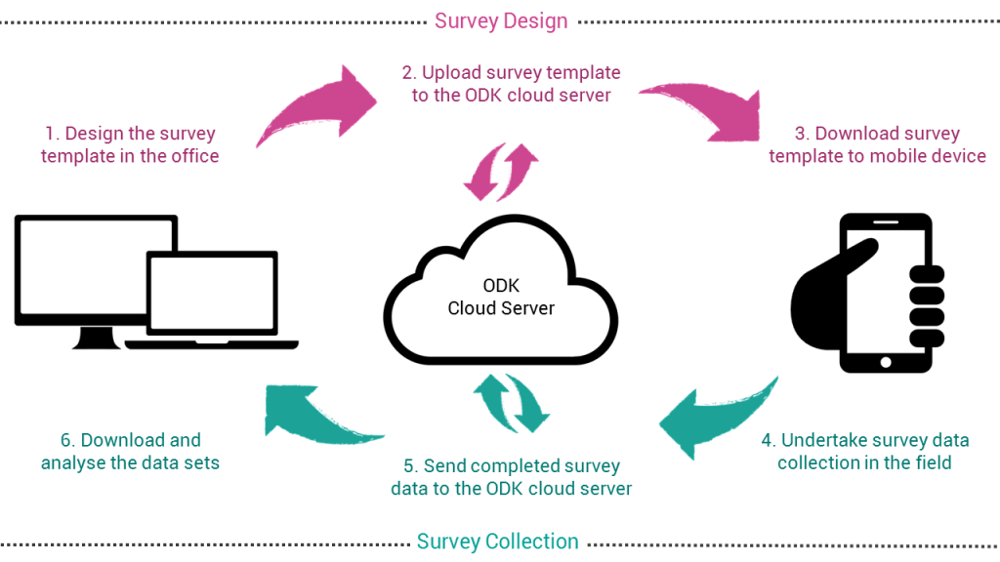 Survey Design
2. Upload survey template
to the ODK cloud server
1. Design the survey
template in the office
3. Download survey
template to mobile device
ODK
Cloud Server
6. Download and
analyse the data sets
4. Undertake survey data
collection in the field
5. Send completed survey
data to the ODK cloud server
Survey Collection